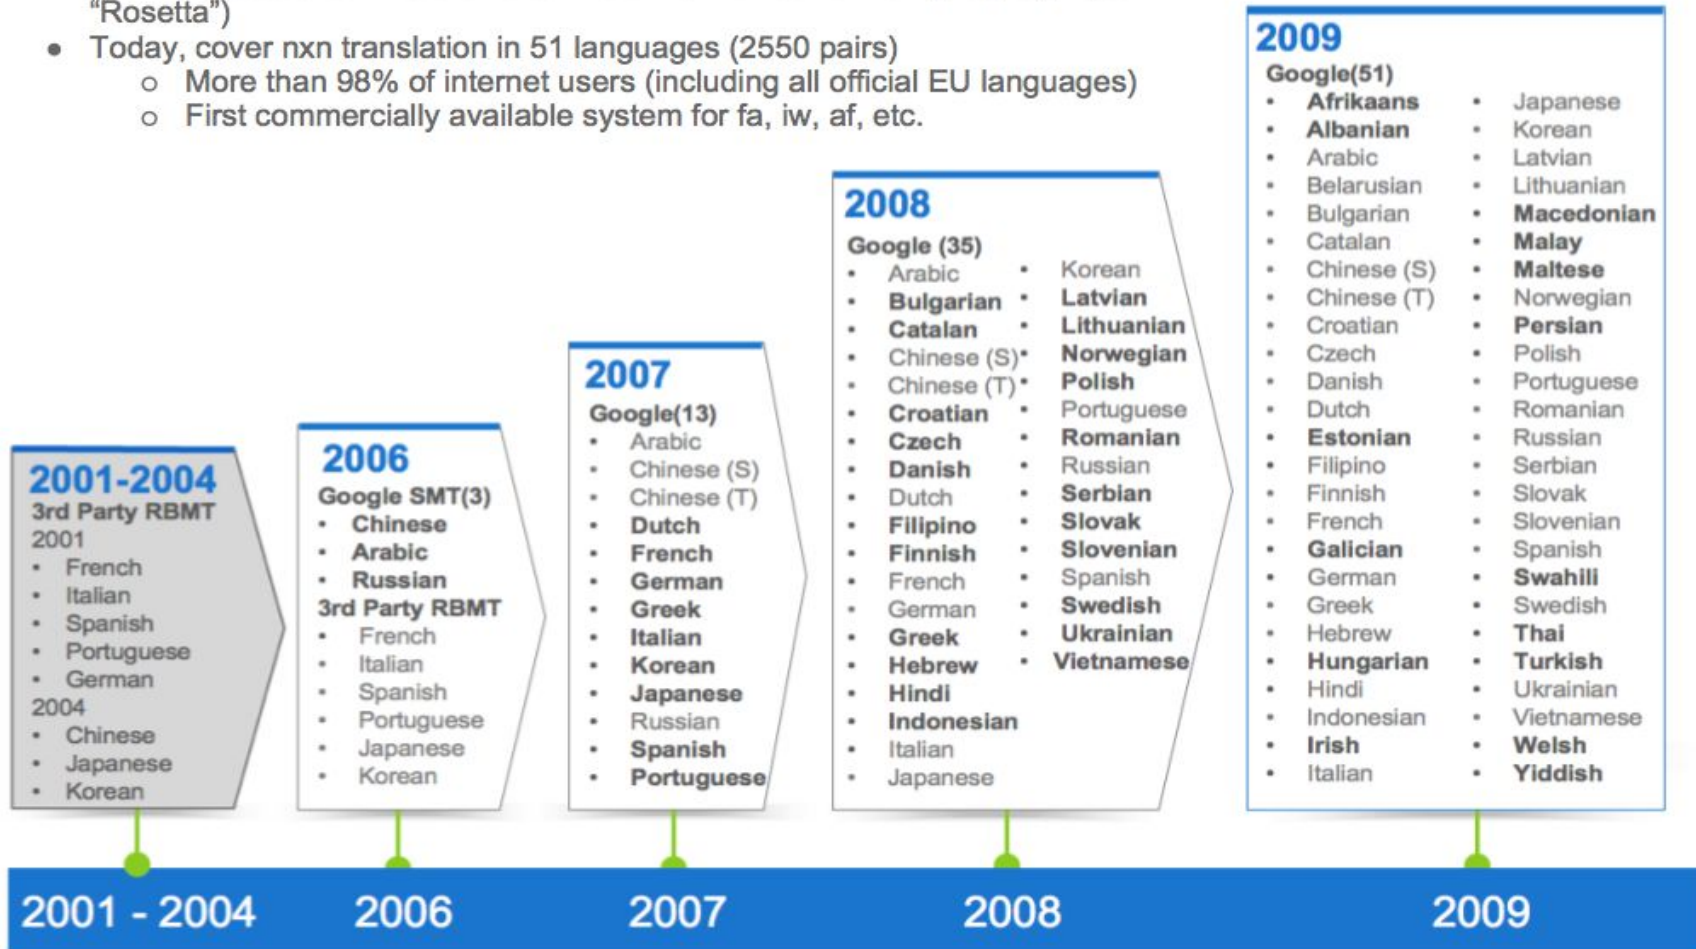 “Rosetta”)
● Today, cover nxn translation in 51 languages (2550 pairs)
o More than 98% of internet users (including all official EU languages)
o First commercially available system for fa, iw, af, etc.
2001-2004
3rd Party RBMT
2001
• French
• Italian
• Spanish
• Portuguese
• German
2004
• Chinese
• Japanese
• Korean
2006
Google SMT(3)
• Chinese
• Arabic
• Russian
3rd Party RBMT
• French
• Italian
• Spanish
• Portuguese
• Japanese
• Korean
2007
Google(13)
• Arabic
• Chinese (S)
• Chinese (T)
• Dutch
• French
• German
• Greek
• Italian
• Korean
• Japanese
• Russian
• Spanish
• Portuguese
2008
Google (35)
• Arabic
• Bulgarian
• Catalan
• Chinese (S)
• Chinese (T)
• Croatian
• Czech
• Danish
• Dutch
• Filipino
• Finnish
• French
• German
• Greek
• Hebrew
• Hindi
• Indonesian
• Italian
• Japanese
• Korean
• Latvian
• Lithuanian
• Norwegian
• Polish
• Portuguese
• Romanian
• Russian
• Serbian
• Slovak
• Slovenian
• Spanish
• Swedish
• Ukrainian
• Vietnamese
2009
Google(51)
• Afrikaans
• Albanian
• Arabic
• Belarusian
• Bulgarian
• Catalan
• Chinese (S)
• Chinese (T)
• Croatian
• Czech
• Danish
• Dutch
• Estonian
• Filipino
• Finnish
• French
• Galician
• German
• Greek
• Hebrew
• Hungarian
• Hindi
• Indonesian
• Irish
• Italian
• Japanese
• Korean
• Latvian
• Lithuanian
• Macedonian
• Malay
• Maltese
• Norwegian
• Persian
• Polish
• Portuguese
• Romanian
• Russian
• Serbian
• Slovak
• Slovenian
• Spanish
• Swahili
• Swedish
• Thai
• Turkish
• Ukrainian
• Vietnamese
• Welsh
• Yiddish
2001 - 2004
2006
2007
2008
2009